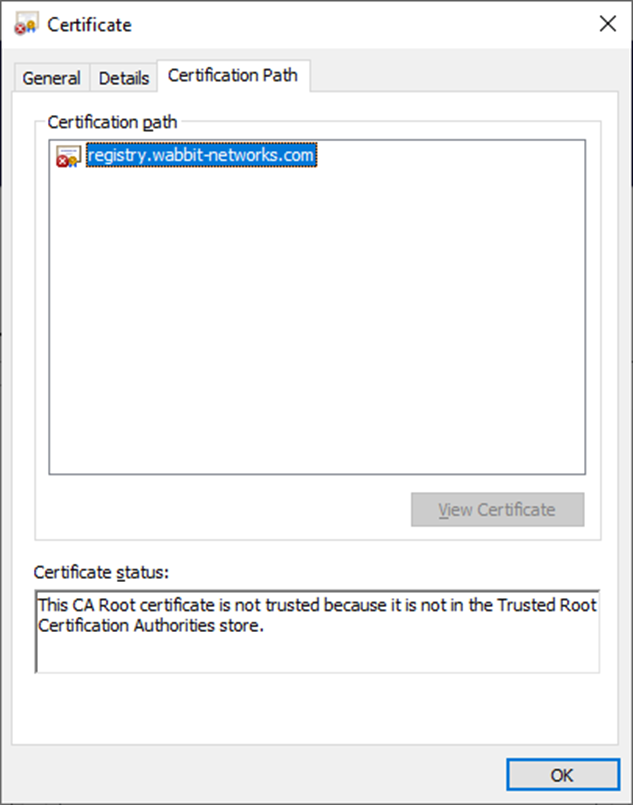 Certificate
General
Details
Certification Path
Certification path
registry.wabbit-networks.com
View Certificate
Certificate status:
This CA Root certificate is not trusted because it is not in the Trusted Root
Certification Authorities store.
OK